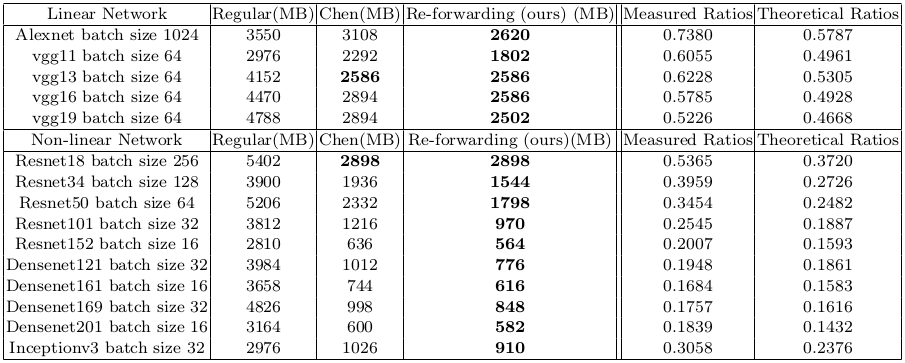 Linear Network Regular(MB) Chen(MB) Re-forwarding (ours) (MB) Measured Ratios Theoretical Ratios
Alexnet batch size 1024 3550 3108 2620 0.7380 0.5787
vgg11 batch size 64 2976 2292 1802 0.6055 0.4961
vgg13 batch size 64 4152 2586 2586 0.6228 0.5305
vgg16 batch size 64 4470 2894 2586 0.5785 0.4928
vgg19 batch size 64 4788 2894 2502 0.5226 0.4668
Non-linear Network Regular(MB) Chen(MB) Re-forwarding (ours)(MB) Measured Ratios Theoretical Ratios
Resnet18 batch size 256 5402 2898 2898 0.5365 0.3720
Resnet34 batch size 128 3900 1936 1544 0.3959 0.2726
Resnet50 batch size 64 5206 2332 1798 0.3454 0.2482
Resnet101 batch size 32 3812 1216 970 0.2545 0.1887
Resnet152 batch size 16 2810 636 564 0.2007 0.1593
Densenet121 batch size 32 3984 1012 776 0.1948 0.1861
Densenet161 batch size 16 3658 744 616 0.1684 0.1583
Densenet169 batch size 32 4826 998 848 0.1757 0.1616
Densenet201 batch size 16 3164 600 582 0.1839 0.1432
Inceptionv3 batch size 32 2976 1026 910 0.3058 0.2376